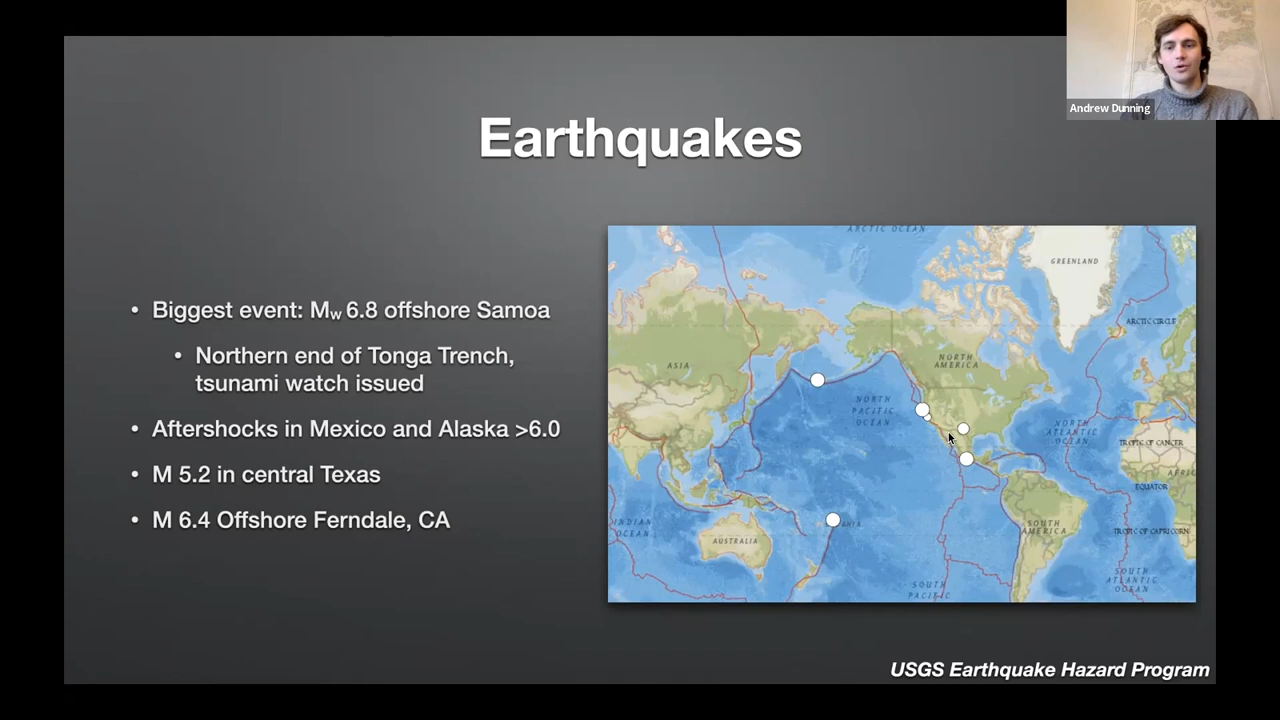 Andrew Dunning
Earthquakes
• Biggest event: Mw 6.8 offshore Samoa
• Northern end of Tonga Trench,
tsunami watch issued
• Aftershocks in Mexico and Alaska >6.0
• M 5.2 in central Texas
• M 6.4 Offshore Ferndale, CA
ARCTIC OCEAN
GREENLAND
ARCTIC CIRCLE
ASIA
NORTH
AMERICA
NORTH
PACIFIC
OCEAN
NORTH
ATLANTIC
OCEAN
TROPIC OF CANCER
AFRIC
EQUATOR
INDIAN
OCEAN
AUSTRALIA
SOUTH
AMERICA
TROPIC OF CAPRICORN
SOUTH
PACIFIC
SOUTH
ATLANTIC
OCEAN
USGS Earthquake Hazard Program